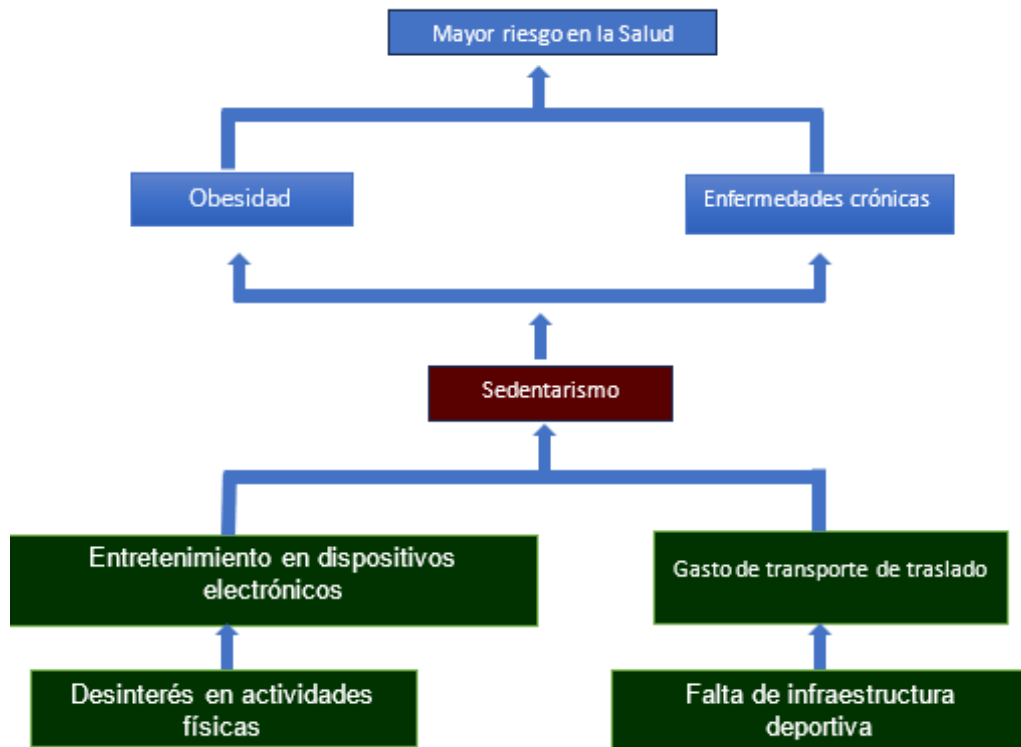 Mayor riesgo en la Salud
Obesidad
Enfermedades crónicas
Sedentarismo
Entretenimiento en dispositivos
electrónicos
Gasto de transporte de traslado
Desinterés en actividades
físicas
Falta de infraestructura
deportiva